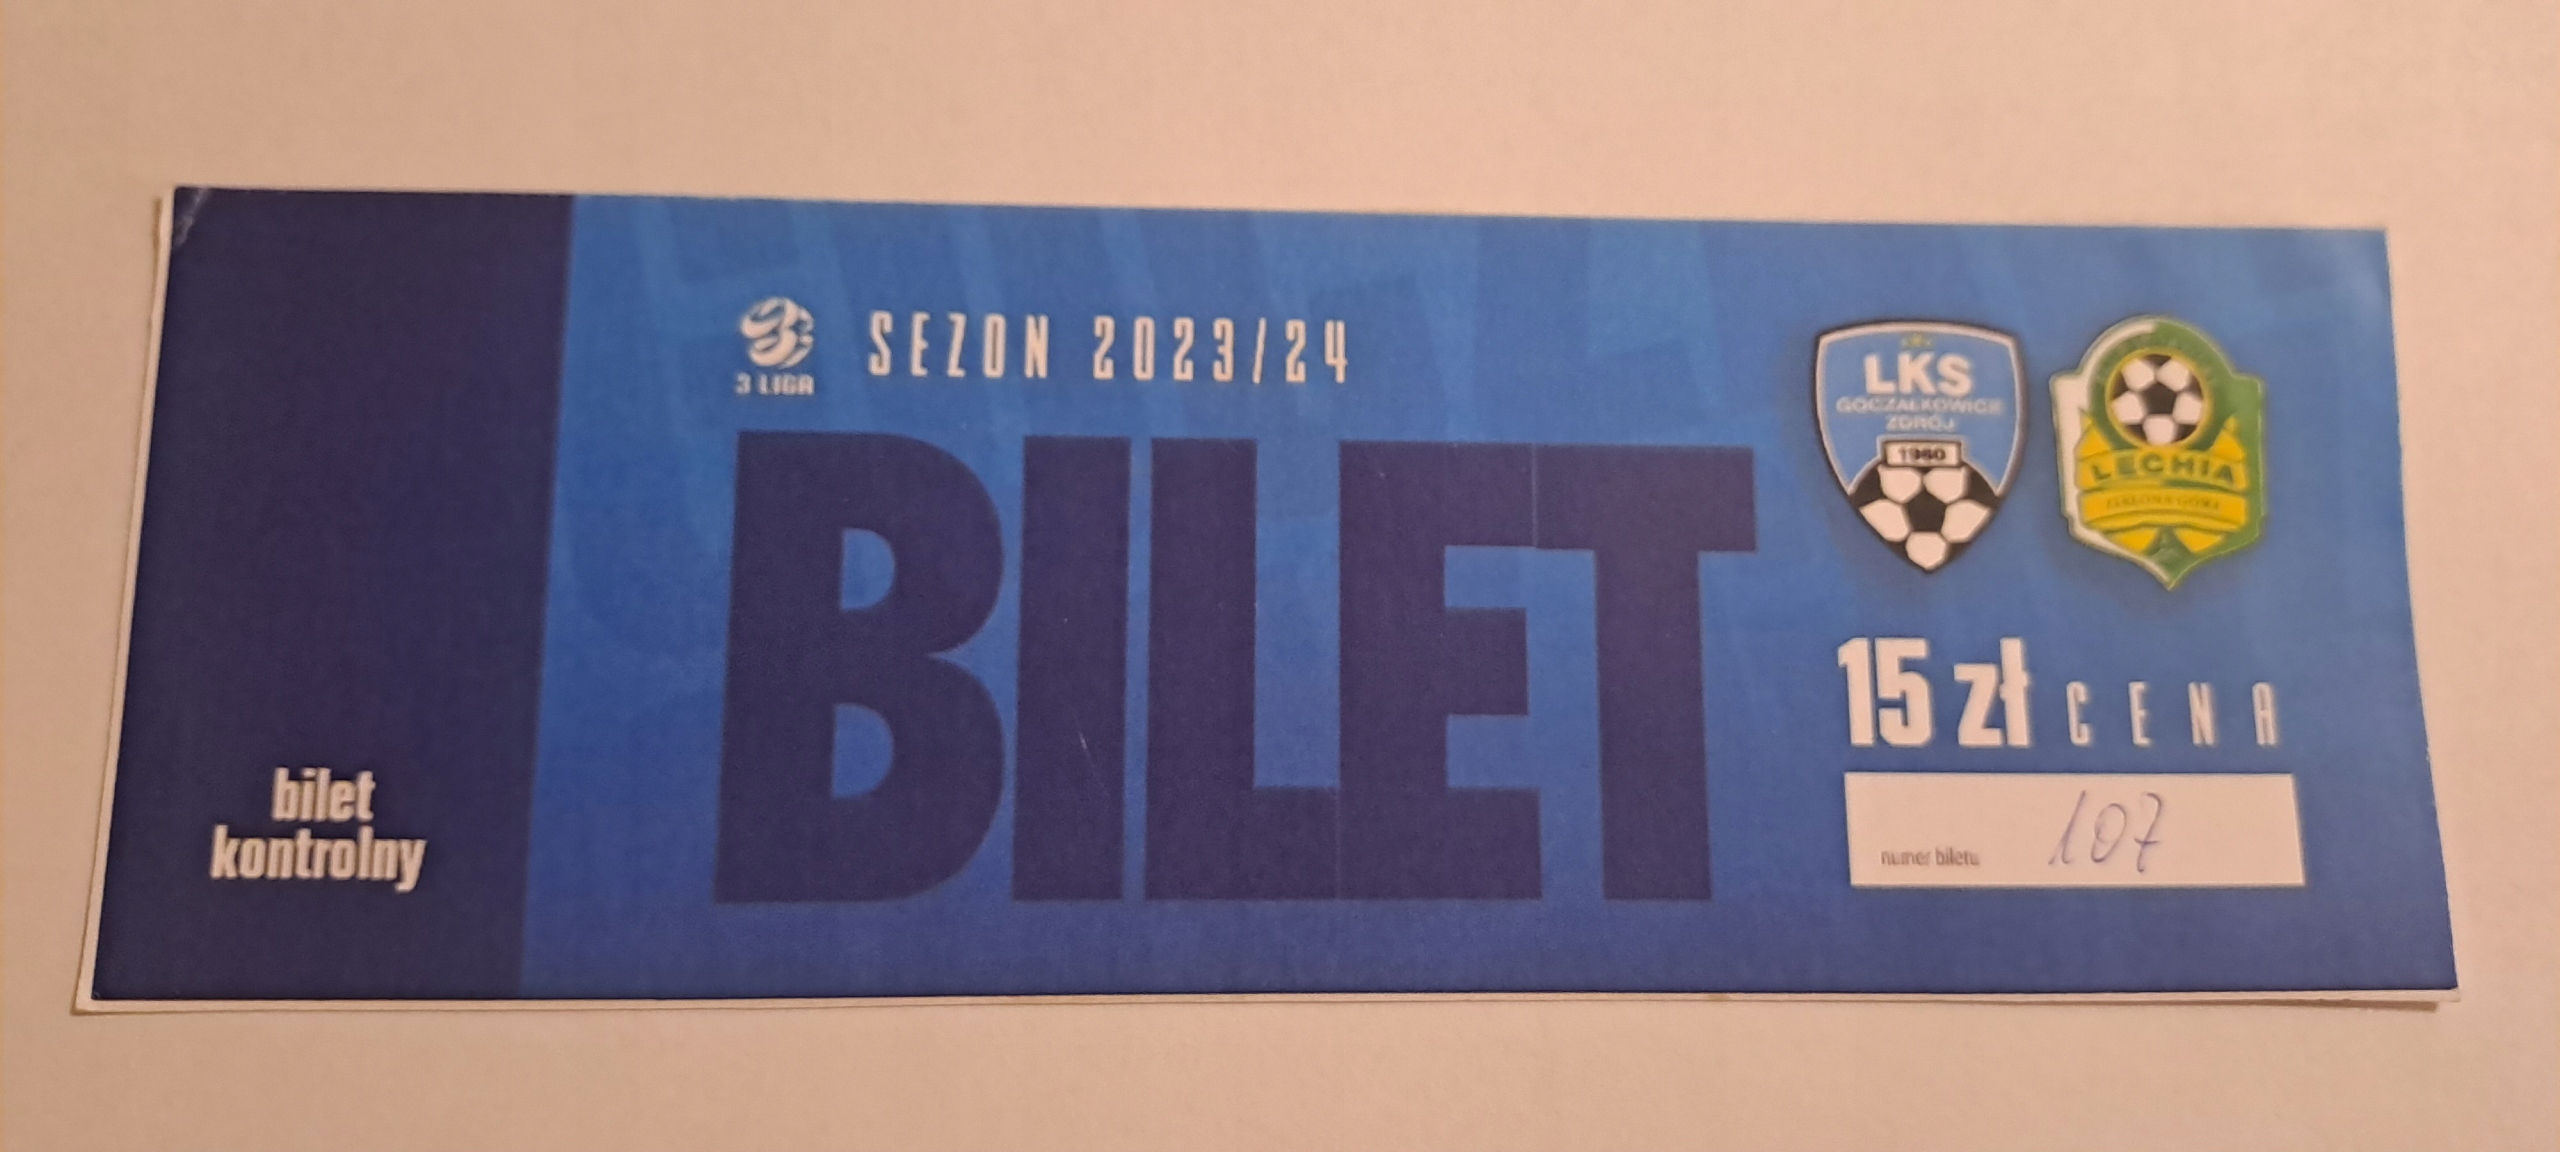 3 LIGA
SEZON 2023/24
BILET
LKS
GOCZAŁKOWICE
ZDRÓJ
1960
LECHIA
ZIELONA GÓRA
15 zł CENA
numer biletu 107
bilet
kontrolny